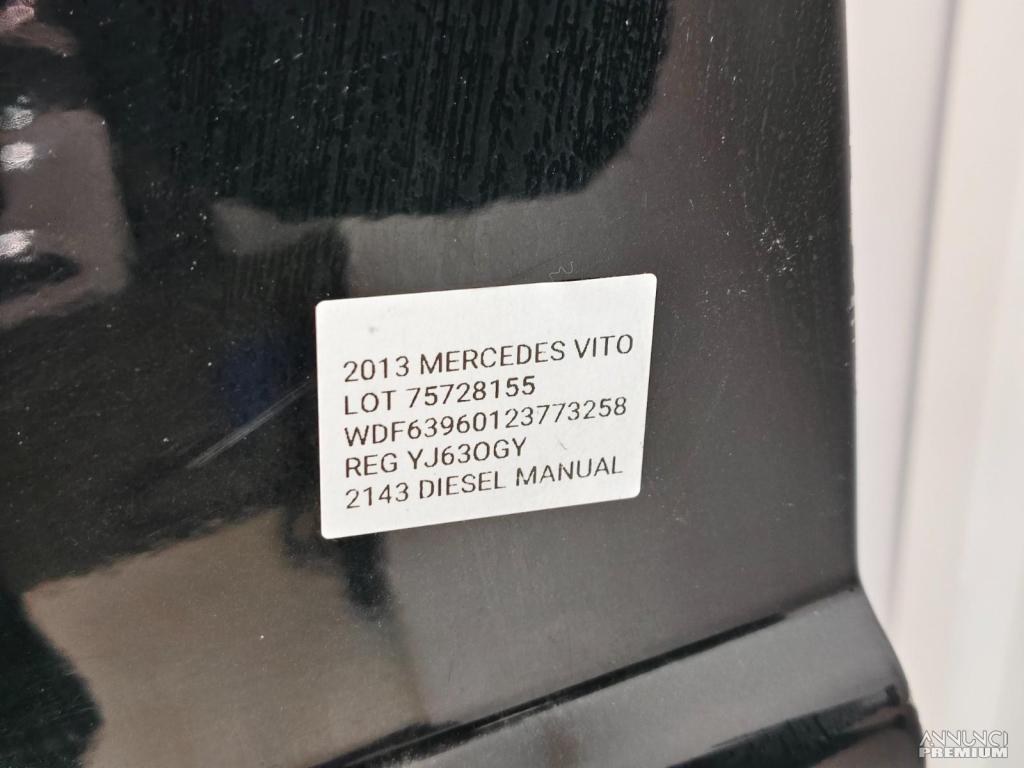 2013 MERCEDES VITO
LOT 75728155
WDF63960123773258
REG YJ63OGY
2143 DIESEL MANUAL
ANNUNCI
PREMIUM